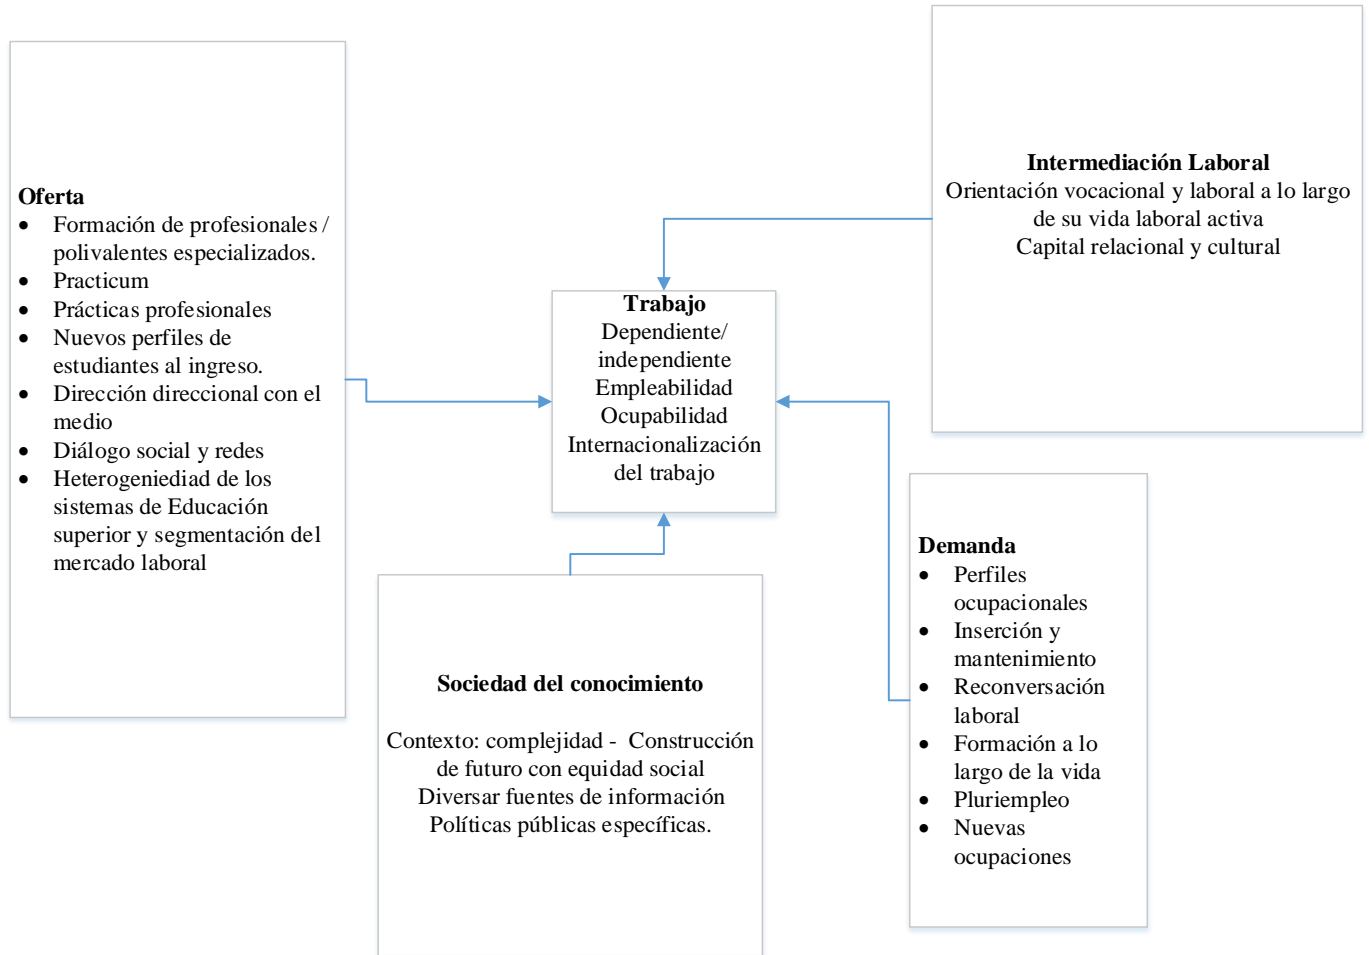 Oferta
• Formación de profesionales /
polivalentes especializados.
• Practicum
• Prácticas profesionales
• Nuevos perfiles de
estudiantes al ingreso.
• Dirección direccional con el
medio
• Diálogo social y redes
• Heterogeniediad de los
sistemas de Educación
superior y segmentación del
mercado laboral
Intermediación Laboral
Orientación vocacional y laboral a lo largo
de su vida laboral activa
Capital relacional y cultural
Trabajo
Dependiente/
independiente
Empleabilidad
Ocupabilidad
Internacionalización
del trabajo
Sociedad del conocimiento
Contexto: complejidad - Construcción
de futuro con equidad social
Diversar fuentes de información
Políticas públicas específicas.
Demanda
• Perfiles
ocupacionales
• Inserción y
mantenimiento
• Reconversación
laboral
• Formación a lo
largo de la vida
• Pluriempleo
• Nuevas
ocupaciones